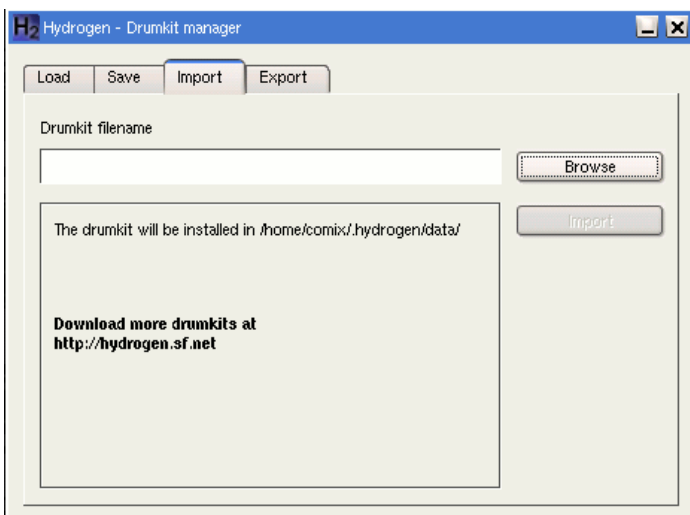 H2 Hydrogen - Drumkit manager
Load Save Import Export
Drumkit filename
Browse
The drumkit will be installed in /home/comix/.hydrogen/data/
Import
Download more drumkits at
http://hydrogen.sf.net